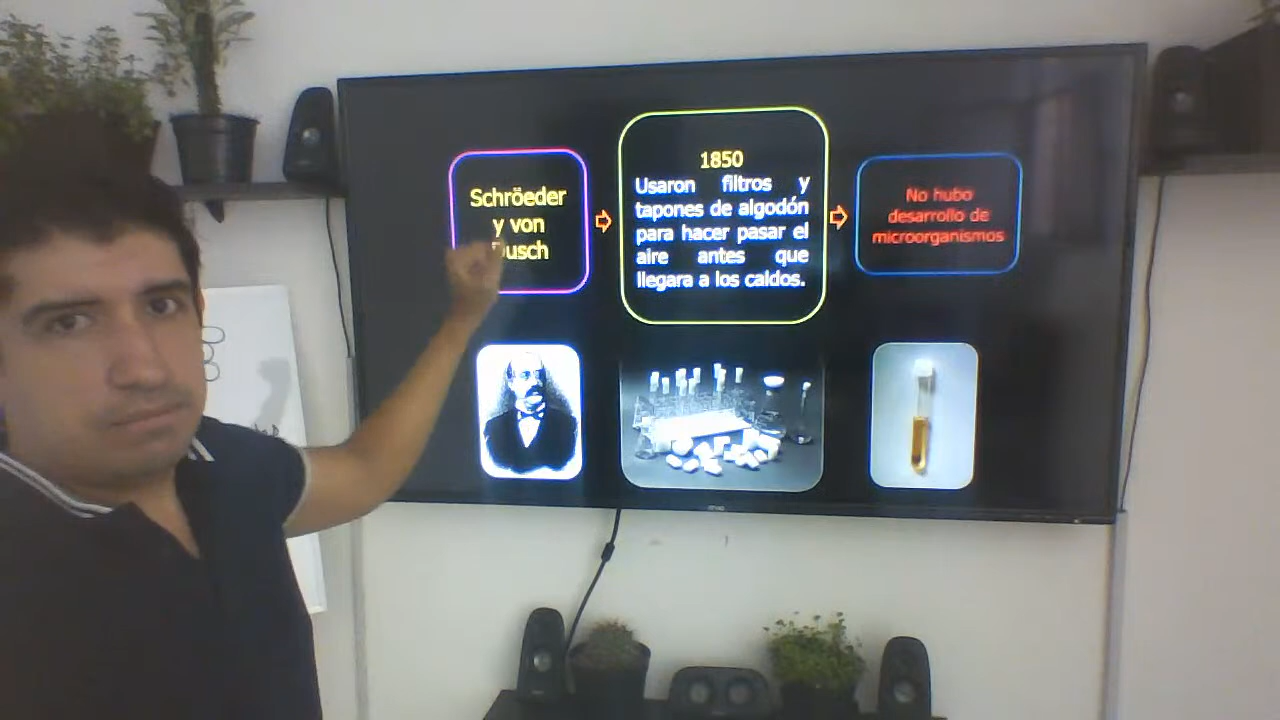 Schröeder
y von
Dusch
1850
Usaron filtros y
tapones de algodón
para hacer pasar el
aire antes que
llegara a los caldos.
No hubo
desarrollo de
microorganismos